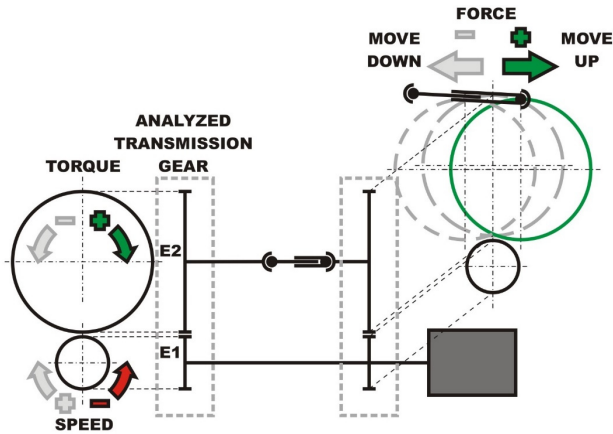 FORCE
MOVE DOWN
MOVE UP
ANALYZED
TRANSMISSION
GEAR
TORQUE
E2
E1
SPEED